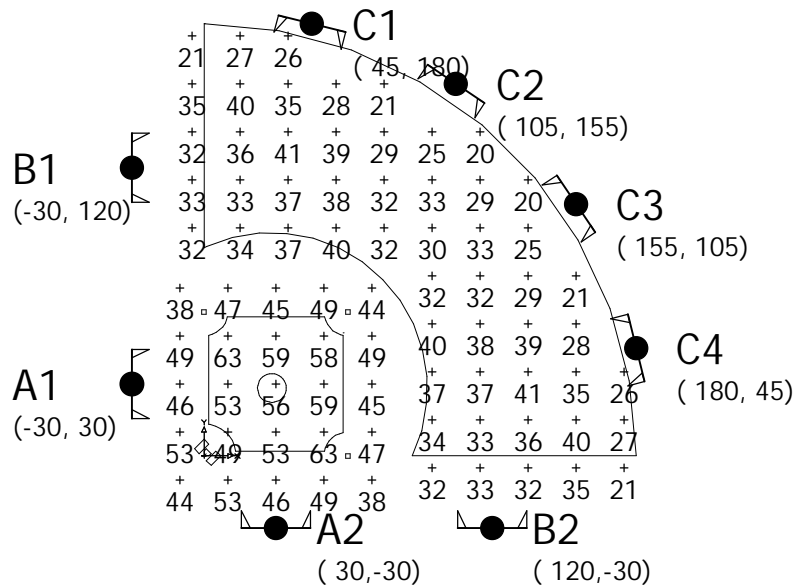 C1
( 45, 180)
21 27 26
C2
( 105, 155)
35 40 35 28 21
B1
(-30, 120)
32 36 41 39 29 25 20
C3
( 155, 105)
33 33 37 38 32 33 29 20
32 34 37 40 32 30 33 25
32 32 29 21
38 47 45 49 44
C4
( 180, 45)
40 38 39 28
A1
(-30, 30)
49 63 59 58 49
37 37 41 35 26
46 53 56 59 45
34 33 36 40 27
53 49 53 63 47
32 33 32 35 21
44 53 46 49 38
A2
( 30,-30)
B2
( 120,-30)